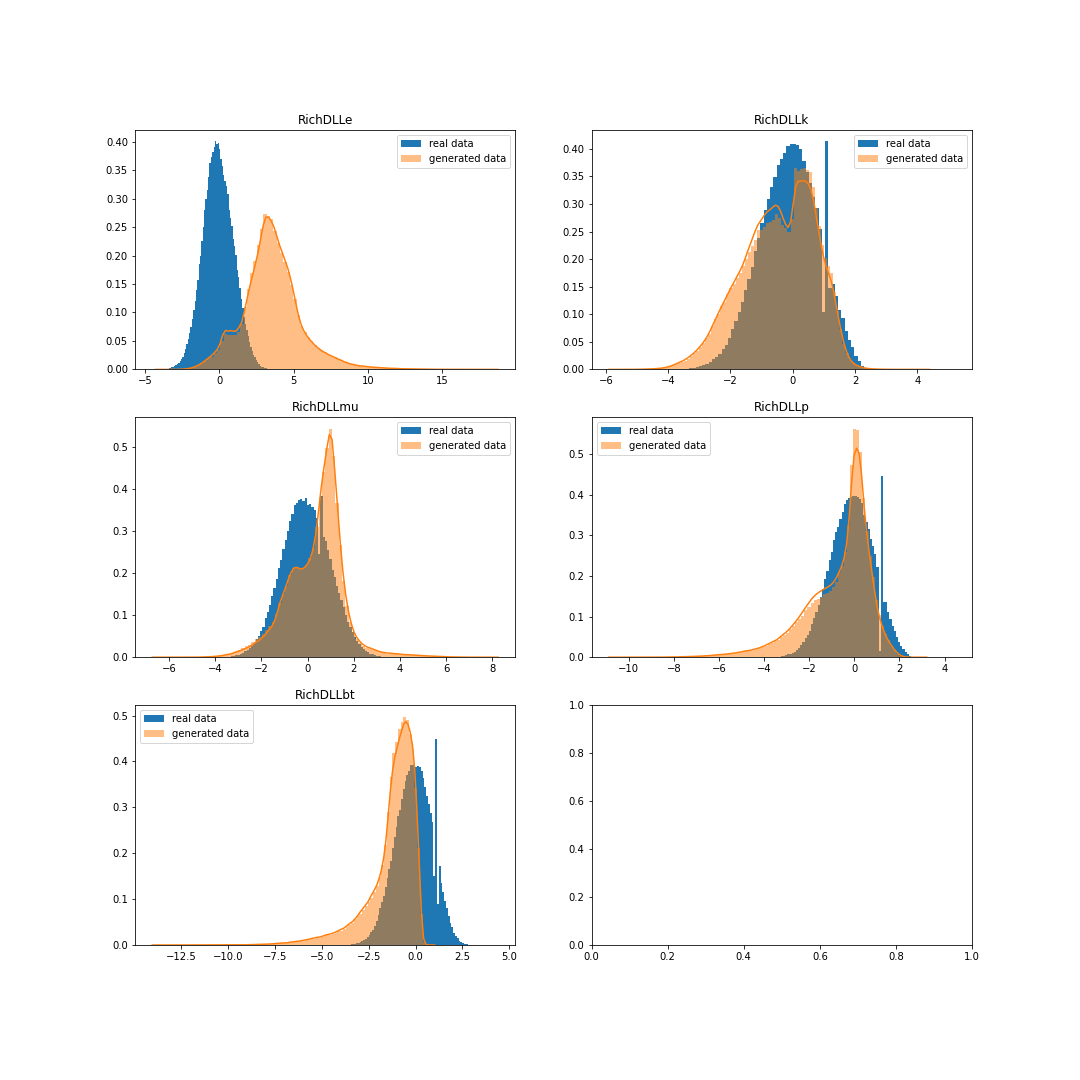 RichDLLe
real data
generated data
0.40
0.35
0.30
0.25
0.20
0.15
0.10
0.05
0.00
−5 0 5 10 15
RichDLLk
real data
generated data
0.40
0.35
0.30
0.25
0.20
0.15
0.10
0.05
0.00
−6 −4 −2 0 2 4
RichDLLmu
real data
generated data
0.5
0.4
0.3
0.2
0.1
0.0
−6 −4 −2 0 2 4 6 8
RichDLLp
real data
generated data
0.5
0.4
0.3
0.2
0.1
0.0
−10 −8 −6 −4 −2 0 2 4
RichDLLbt
real data
generated data
0.5
0.4
0.3
0.2
0.1
0.0
−12.5 −10.0 −7.5 −5.0 −2.5 0.0 2.5 5.0
1.0
0.8
0.6
0.4
0.2
0.0
0.0 0.2 0.4 0.6 0.8 1.0